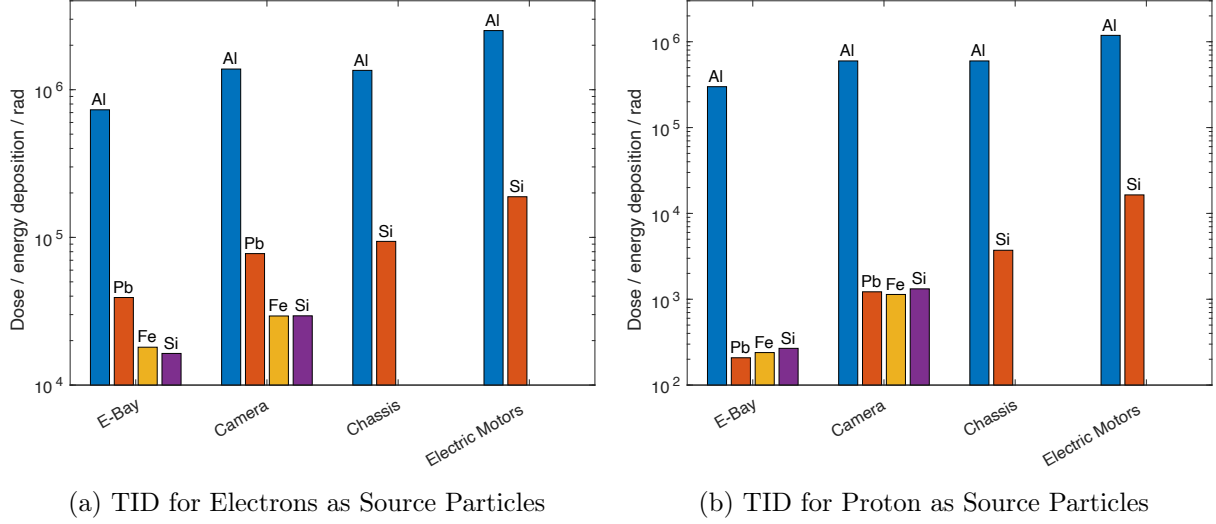 Dose / energy deposition / rad
10^6
10^5
10^4
Al
Pb
Fe
Si
Al
Pb
Fe
Si
Al
Si
Al
Si
E-Bay
Camera
Chassis
Electric Motors
(a) TID for Electrons as Source Particles
Dose / energy deposition / rad
10^6
10^5
10^4
10^3
10^2
Al
Pb
Fe
Si
Al
Pb
Fe
Si
Al
Si
Al
Si
E-Bay
Camera
Chassis
Electric Motors
(b) TID for Proton as Source Particles